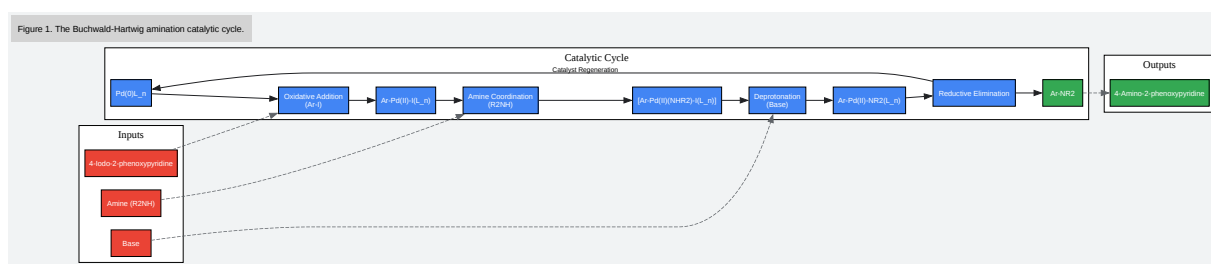 Figure 1. The Buchwald-Hartwig amination catalytic cycle.
Catalytic Cycle
Catalyst Regeneration
Pd(0)L_n
Oxidative Addition
(Ar-I)
Ar-Pd(II)-I(L_n)
Amine Coordination
(R2NH)
[Ar-Pd(II)(NHR2)-I(L_n)]
Deprotonation
(Base)
Ar-Pd(II)-NR2(L_n)
Reductive Elimination
Ar-NR2
Outputs
4-Amino-2-phenoxypyridine
Inputs
4-Iodo-2-phenoxypyridine
Amine (R2NH)
Base